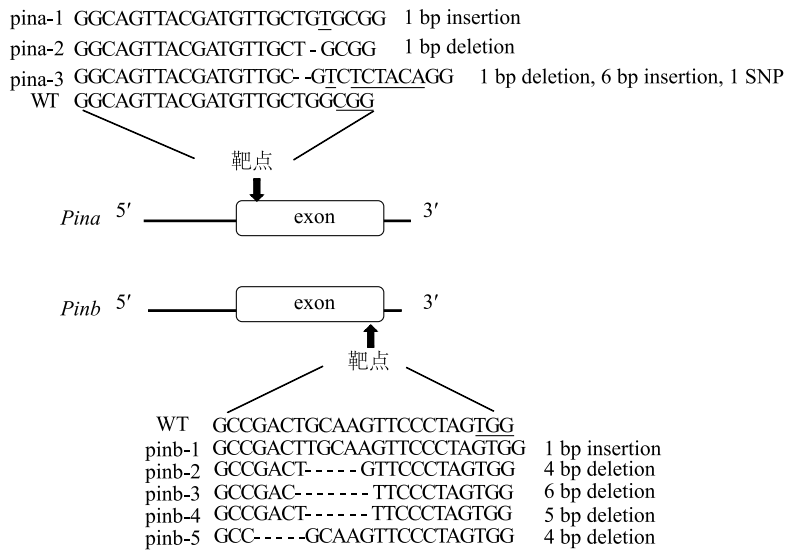 pina-1 GGCAGTTACGATGTTGCTGTGCGG 1 bp insertion
pina-2 GGCAGTTACGATGTTGCT-GCGG 1 bp deletion
pina-3 GGCAGTTACGATGTTGC--GTCTCTACAGG 1 bp deletion, 6 bp insertion, 1 SNP
WT GGCAGTTACGATGTTGCTGGCGG
靶点
Pina 5′ exon 3′
Pinb 5′ exon 3′
靶点
WT GCCGACTGCAAGTTCCCTAGTGG
pinb-1 GCCGACTTGCAAGTTCCCTAGTGG 1 bp insertion
pinb-2 GCCGACT-----GTTCCCTAGTGG 4 bp deletion
pinb-3 GCCGAC-------TTCCCTAGTGG 6 bp deletion
pinb-4 GCCGACT------TTCCCTAGTGG 5 bp deletion
pinb-5 GCC-----GCAAGTTCCCTAGTGG 4 bp deletion